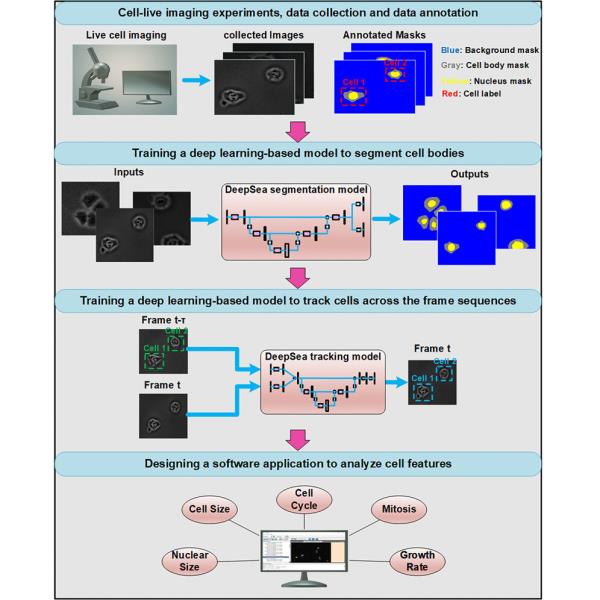 Cell-live imaging experiments, data collection and data annotation
Live cell imaging
collected Images
Annotated Masks
Cell 1
Cell 2
Blue: Background mask
Gray: Cell body mask
Yellow: Nucleus mask
Red: Cell label
Training a deep learning-based model to segment cell bodies
Inputs
DeepSea segmentation model
Outputs
Training a deep learning-based model to track cells across the frame sequences
Frame t-τ
Cell 2
Cell 1
Frame t
DeepSea tracking model
Frame t
Cell 2
Cell 1
Designing a software application to analyze cell features
Cell Size
Cell
Cycle
Mitosis
Nuclear
Size
Growth
Rate